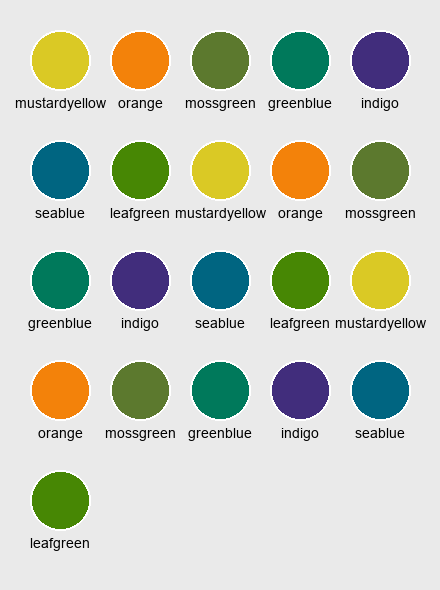 mustardyellow orange mossgreen greenblue indigo
seablue leafgreen mustardyellow orange mossgreen
greenblue indigo seablue leafgreen mustardyellow
orange mossgreen greenblue indigo seablue
leafgreen